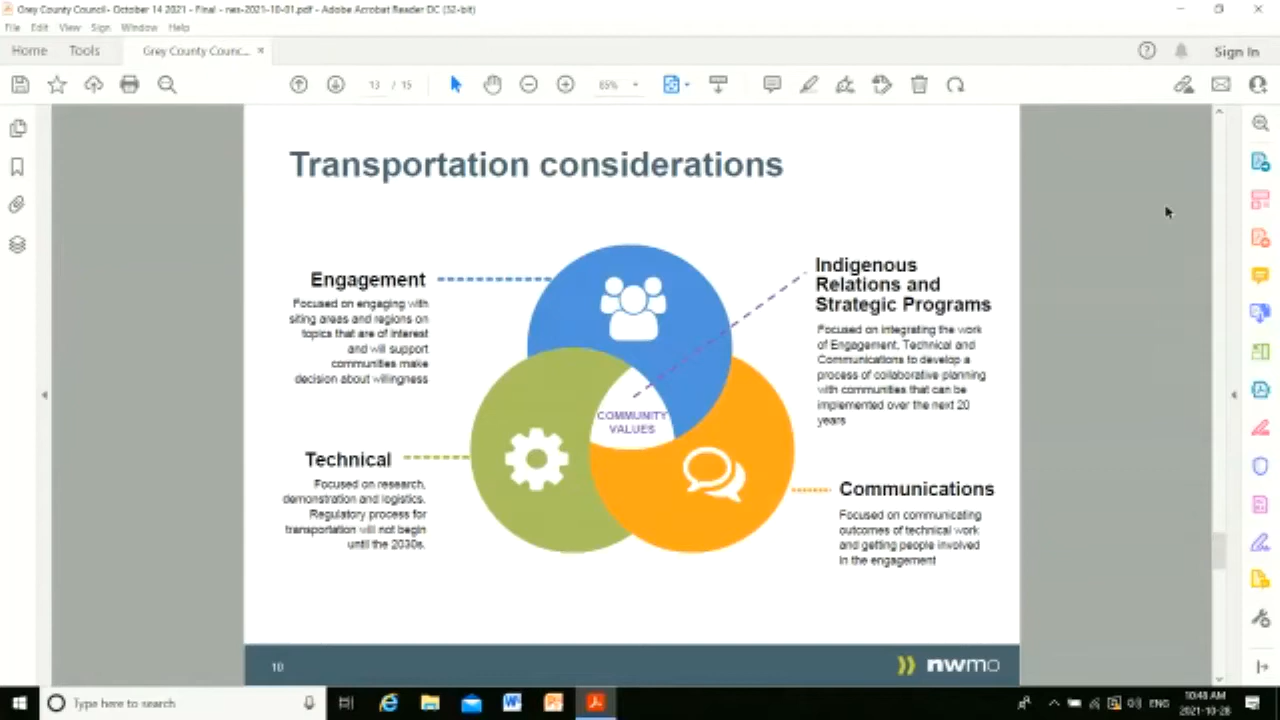 Grey County Council- October 14 2021 - Final - nes-2021-10-01.pdf - Adobe Acrobat Reader DC (32-bit)
File Edit View Sign Window Help
Home Tools Grey County Counc... ×
Sign In
13 / 15
85%
Transportation considerations
Engagement
Focused on engaging with
siting areas and regions on
topics that are of interest
and will support
communities make
decision about willingness
Indigenous
Relations and
Strategic Programs
Focused on integrating the work
of Engagement, Technical and
Communications to develop a
process of collaborative planning
with communities that can be
implemented over the next 20
years
COMMUNITY
VALUES
Technical
Focused on research,
demonstration and logistics.
Regulatory process for
transportation will not begin
until the 2030s.
Communications
Focused on communicating
outcomes of technical work
and getting people involved
in the engagement
10
nwmo
Type here to search
ENG
10:48 AM
2021-10-28